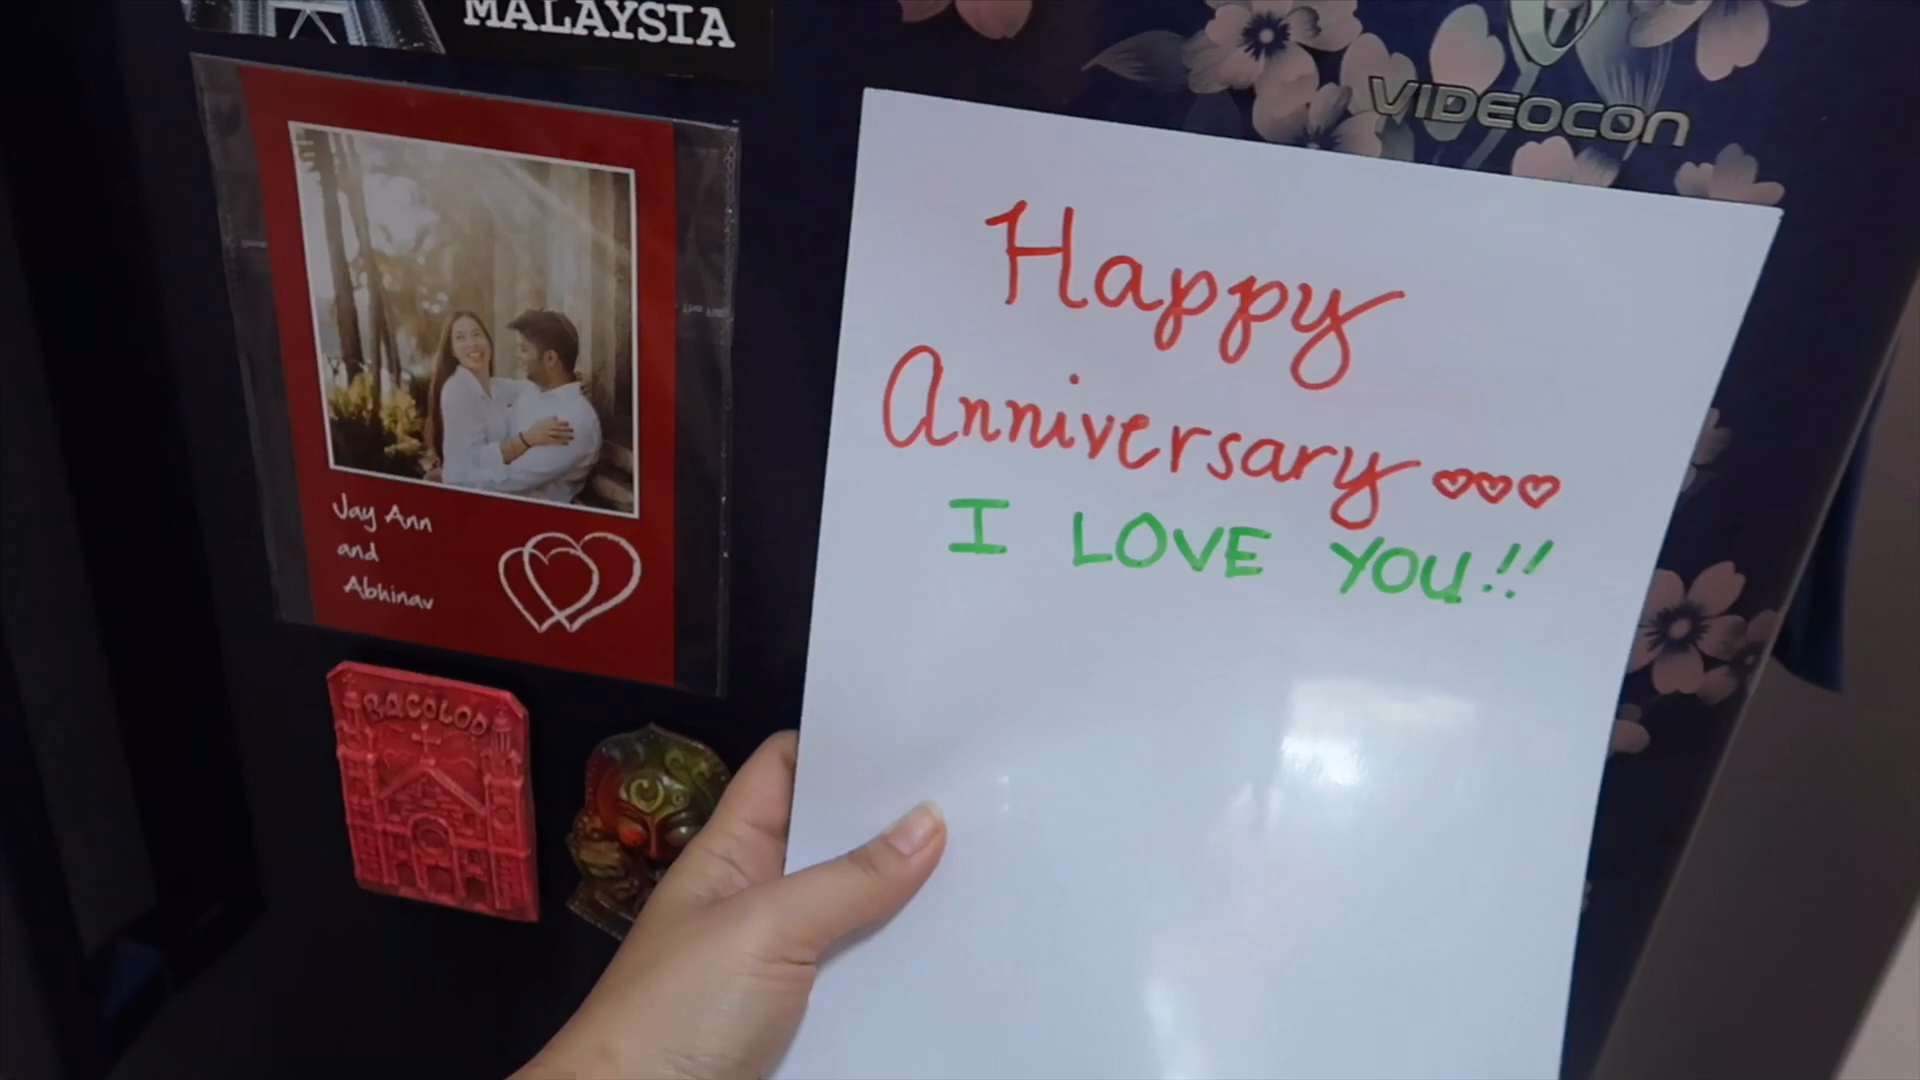 MALAYSIA
VIDEOCON
Happy
Anniversary
I LOVE YOU!!
Jay Ann
and
Abhinav
BACOLOD